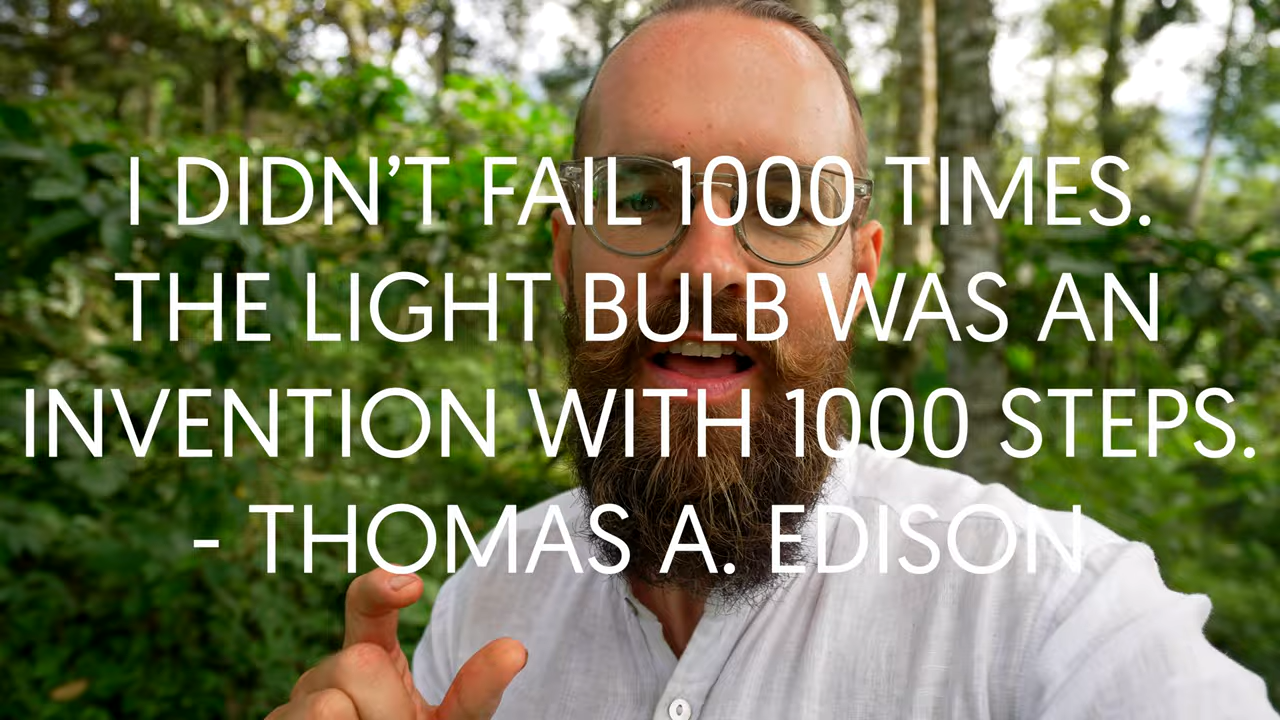 I DIDN’T FAIL 1000 TIMES.
THE LIGHT BULB WAS AN
INVENTION WITH 1000 STEPS.
- THOMAS A. EDISON